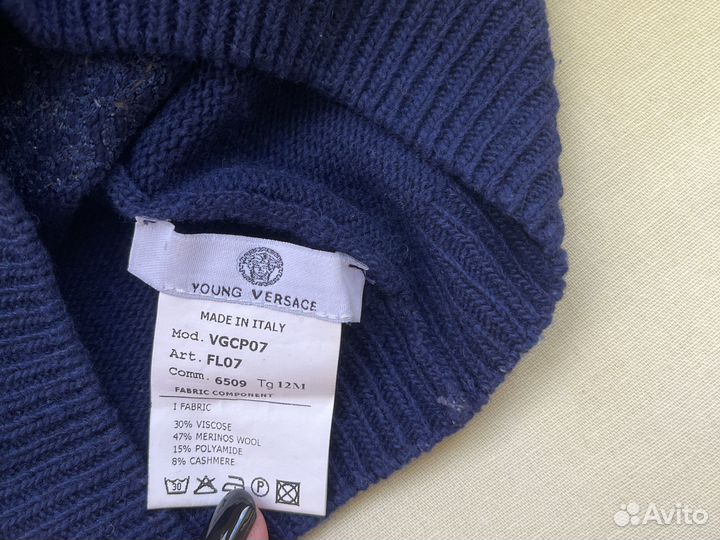 YOUNG VERSACE
MADE IN ITALY
Mod. VGCP07
Art. FL07
Comm. 6509 Tg 12M
FABRIC COMPONENT
I FABRIC
30% VISCOSE
47% MERINOS WOOL
15% POLYAMIDE
8% CASHMERE
30 P
Avito